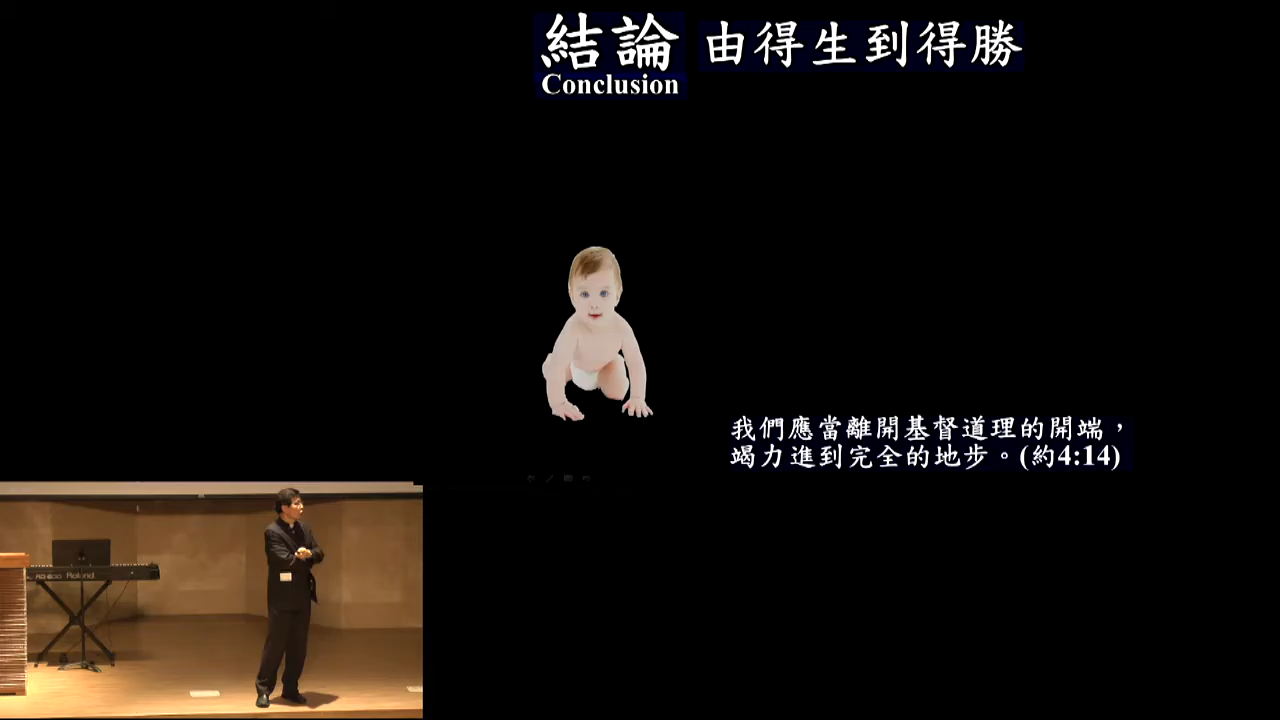 結論 由得生到得勝
Conclusion
我們應當離開基督道理的開端，
竭力進到完全的地步。(約4:14)
Roland